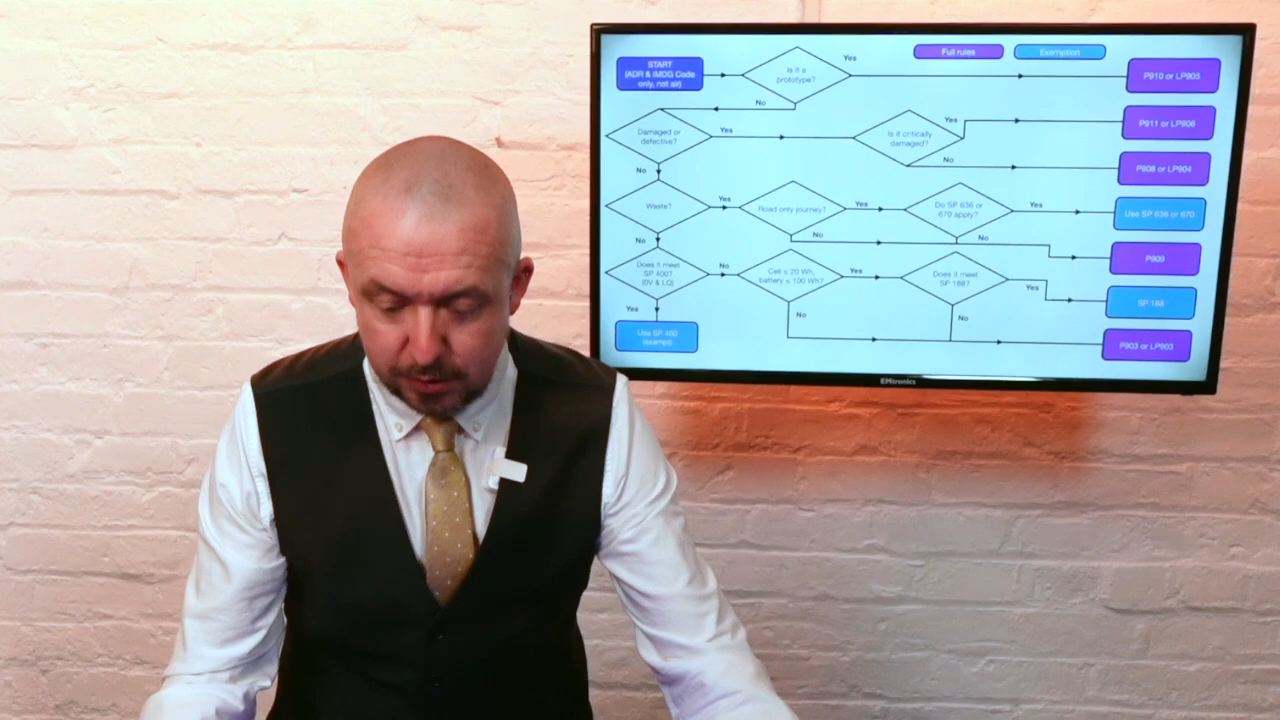 START
(ADR & IMDG Code
only, not air)
Is it a
prototype?
Yes
Full rules
Exemption
P910 or LP905
No
Damaged or
defective?
Yes
Is it critically
damaged?
Yes
P911 or LP906
No
P908 or LP904
No
Waste?
Yes
Road only journey?
Yes
Do SP 636 or
670 apply?
Yes
Use SP 636 or 670
No
No
No
P909
Does it meet
SP 400?
(BV & LQ)
No
Cell ≤ 20 Wh,
battery ≤ 100 Wh?
Yes
Does it meet
SP 188?
Yes
SP 188
Yes
No
No
Use SP 400
(exempt)
P903 or LP903
EMtronics